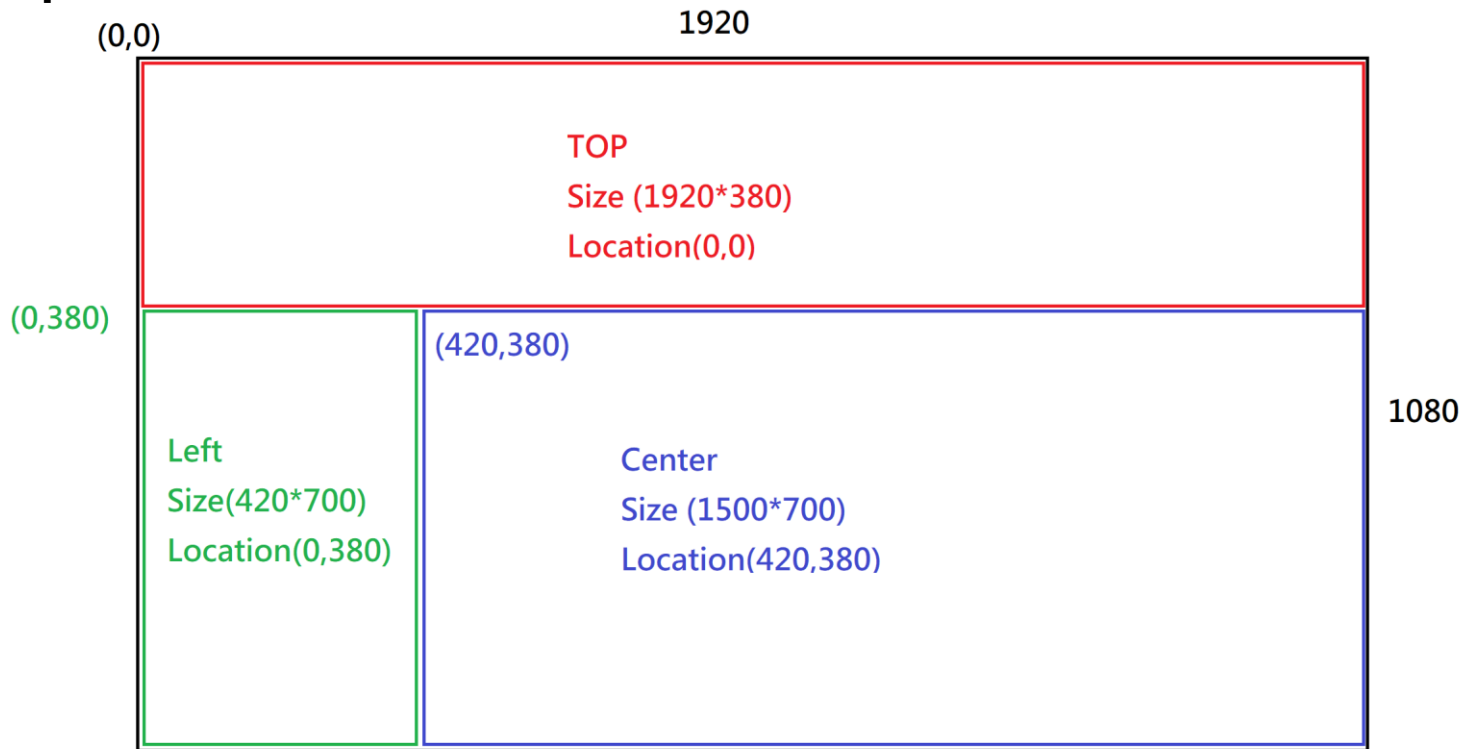 1920
(0,0)
TOP
Size (1920*380)
Location(0,0)
(0,380)
(420,380)
1080
Left
Size(420*700)
Location(0,380)
Center
Size (1500*700)
Location(420,380)